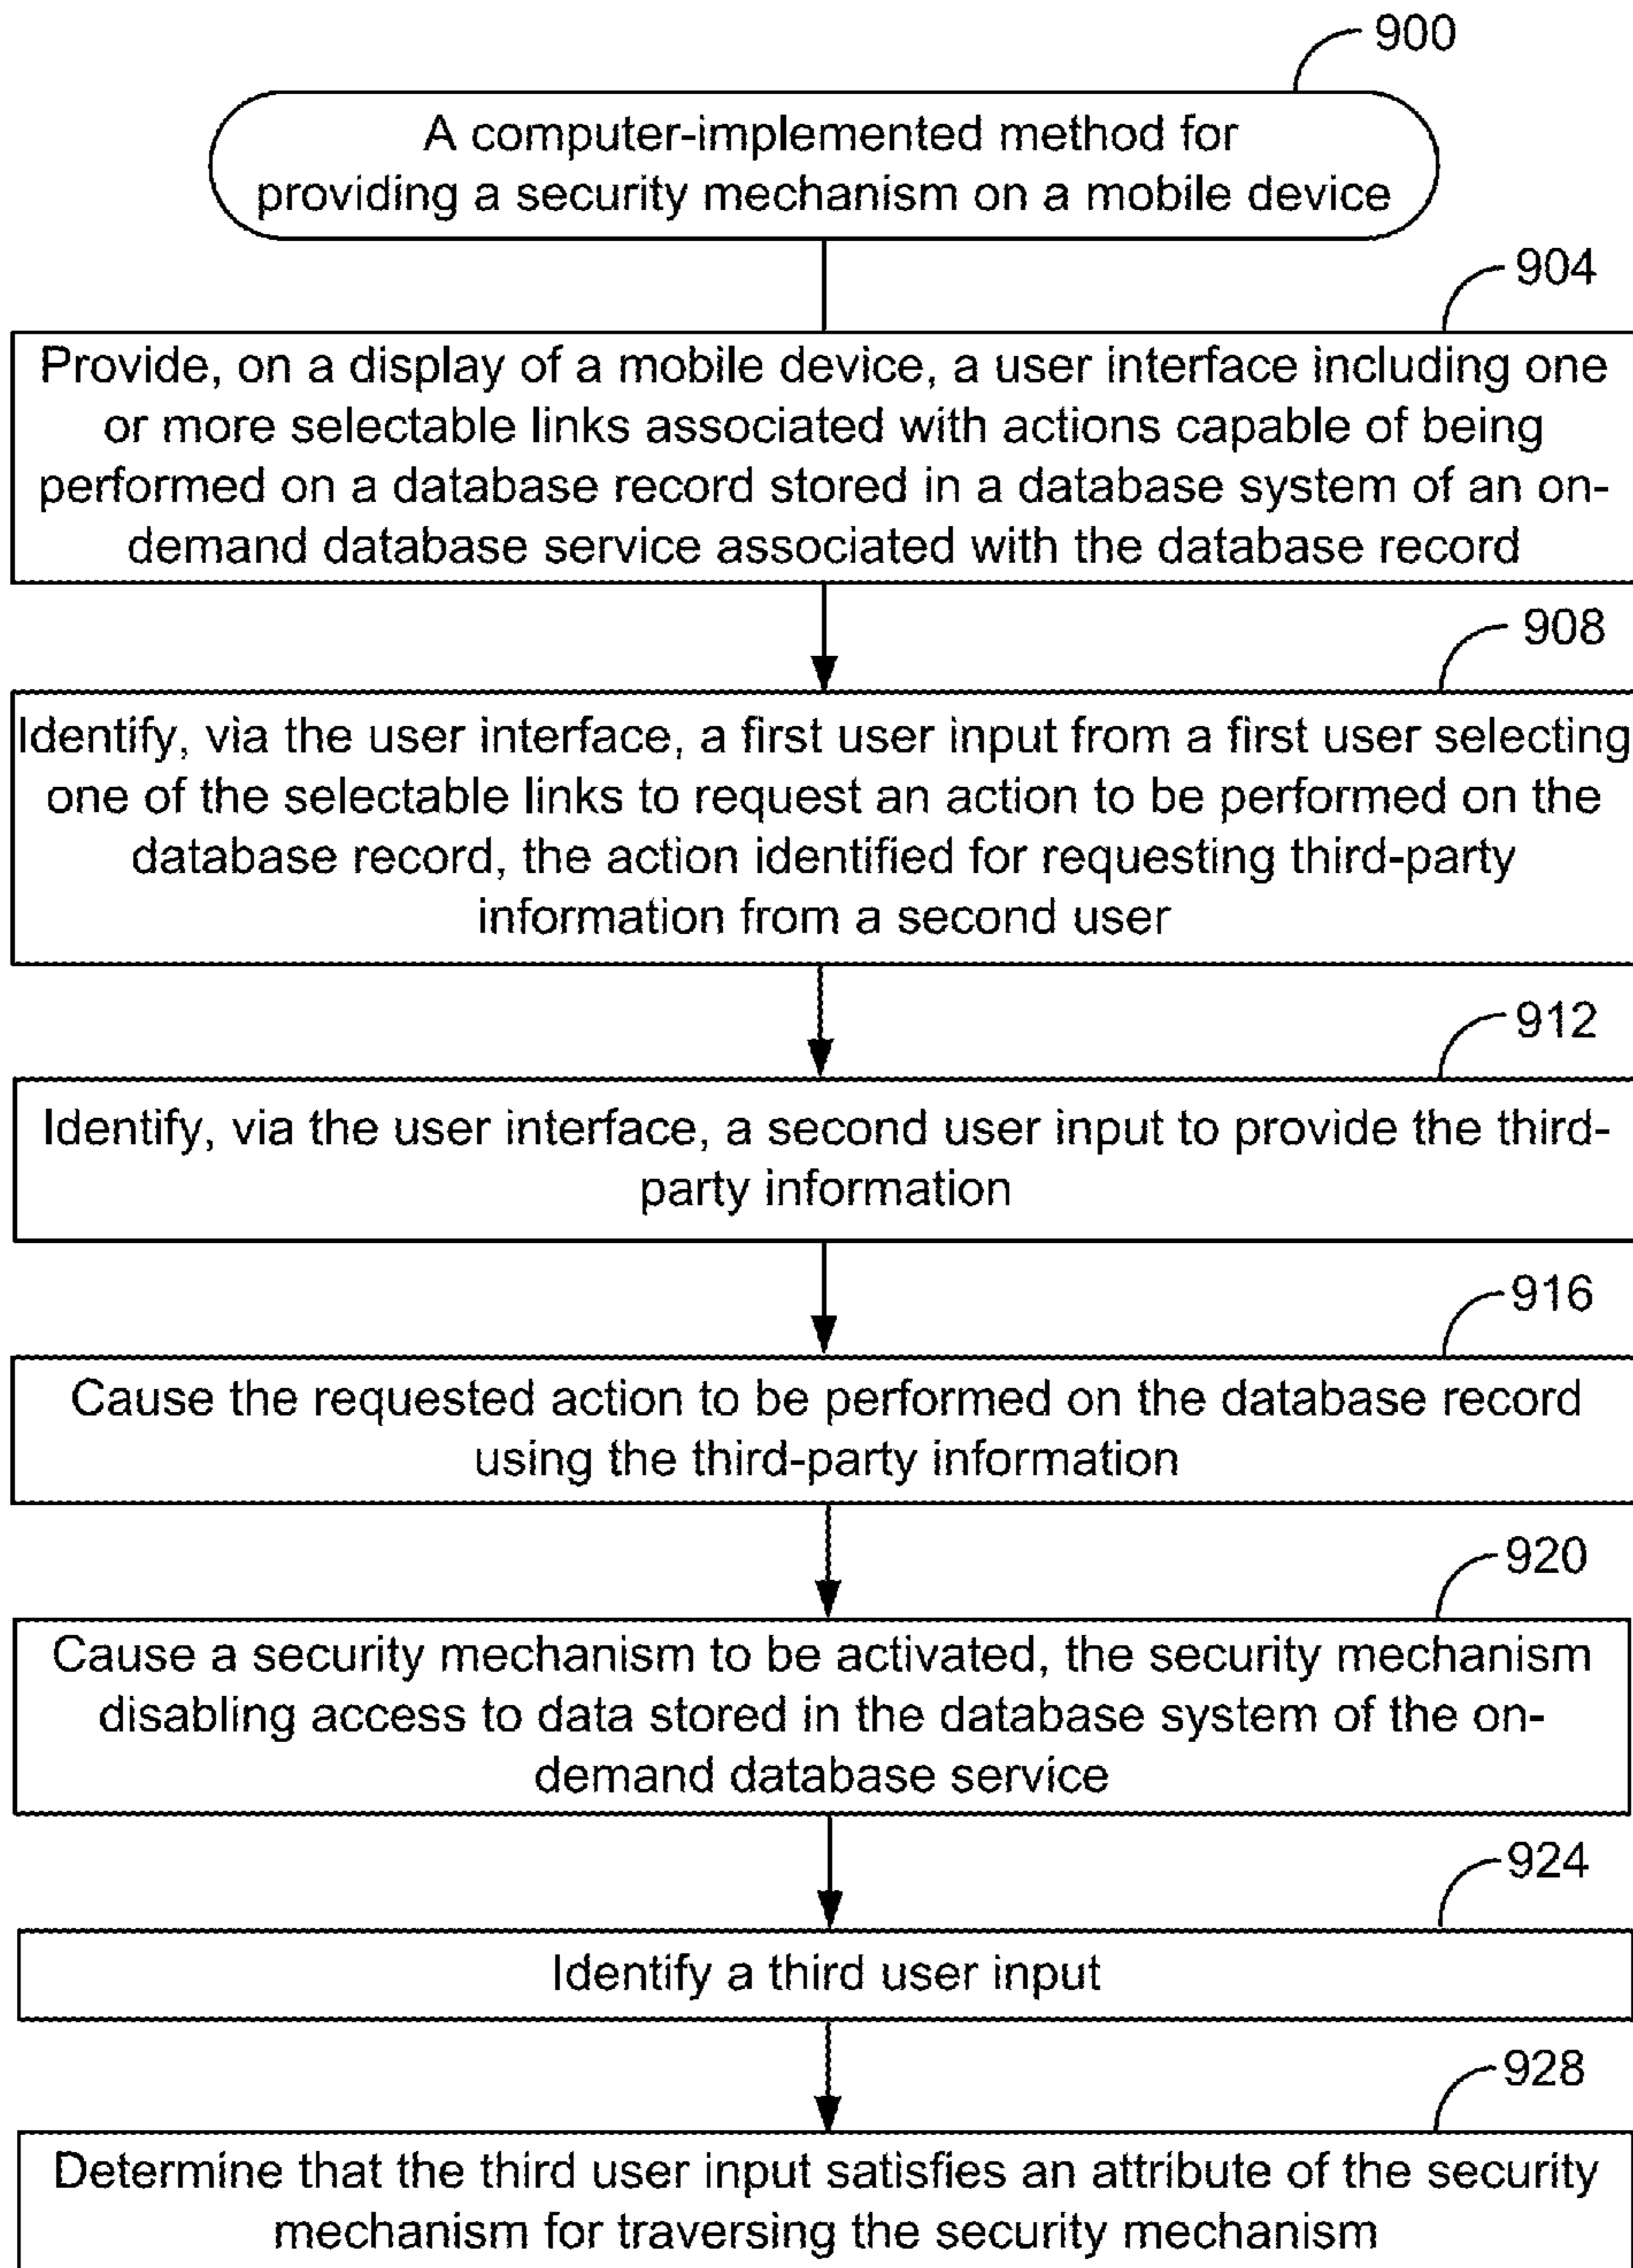 900
A computer-implemented method for
providing a security mechanism on a mobile device
904
Provide, on a display of a mobile device, a user interface including one
or more selectable links associated with actions capable of being
performed on a database record stored in a database system of an on-
demand database service associated with the database record
908
Identify, via the user interface, a first user input from a first user selecting
one of the selectable links to request an action to be performed on the
database record, the action identified for requesting third-party
information from a second user
912
Identify, via the user interface, a second user input to provide the third-
party information
916
Cause the requested action to be performed on the database record
using the third-party information
920
Cause a security mechanism to be activated, the security mechanism
disabling access to data stored in the database system of the on-
demand database service
924
Identify a third user input
928
Determine that the third user input satisfies an attribute of the security
mechanism for traversing the security mechanism